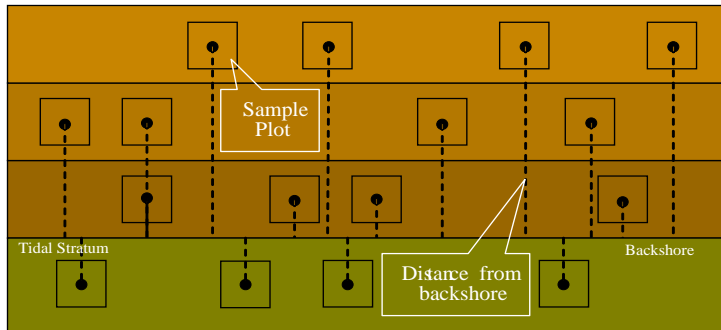 Sample
Plot
Tidal Stratum
Backshore
Distance from
backshore